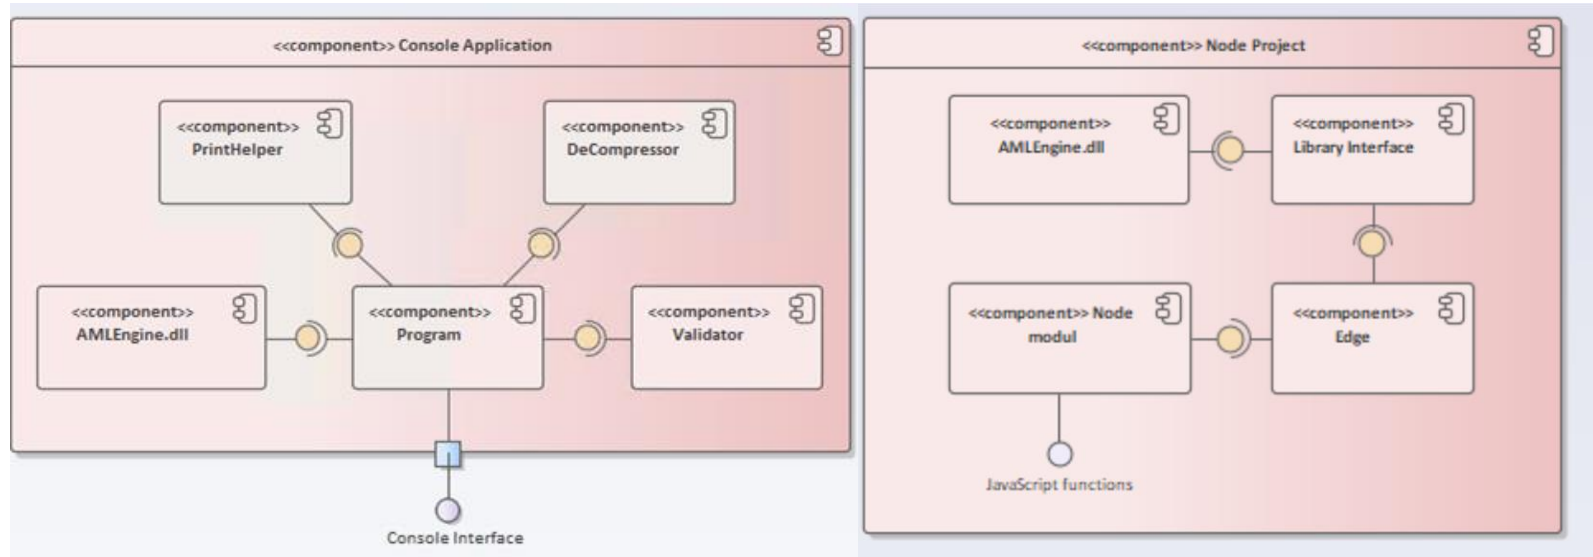 <<component>> Console Application
<<component>>
PrintHelper
<<component>>
DeCompressor
<<component>>
AMLEngine.dll
<<component>>
Program
<<component>>
Validator
Console Interface
<<component>> Node Project
<<component>>
AMLEngine.dll
<<component>>
Library Interface
<<component>> Node
modul
<<component>>
Edge
JavaScript functions